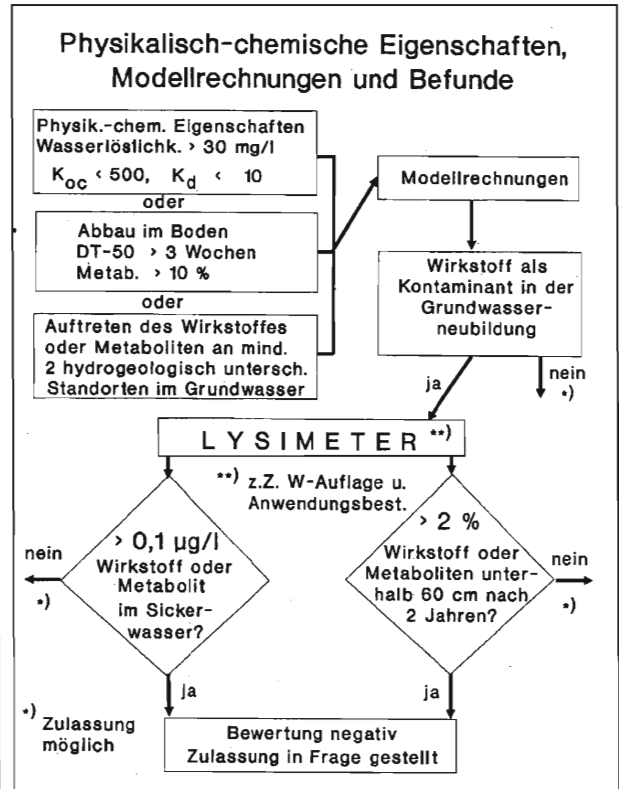 Physikalisch-chemische Eigenschaften,
Modellrechnungen und Befunde
Physik.-chem. Eigenschaften
Wasserlöslichk. > 30 mg/l
Koc < 500, Kd < 10
oder
Abbau im Boden
DT-50 > 3 Wochen
Metab. > 10 %
oder
Auftreten des Wirkstoffes
oder Metaboliten an mind.
2 hydrogeologisch untersch.
Standorten im Grundwasser
Modellrechnungen
Wirkstoff als
Kontaminant in der
Grundwasser-
neubildung
ja
nein
*)
LYSIMETER **)
**) z.Z. W-Auflage u.
Anwendungsbest.
> 0,1 µg/l
Wirkstoff oder
Metabolit
im Sicker-
wasser?
nein
*)
ja
> 2 %
Wirkstoff oder
Metaboliten unter-
halb 60 cm nach
2 Jahren?
nein
*)
ja
*) Zulassung
möglich
Bewertung negativ
Zulassung in Frage gestellt